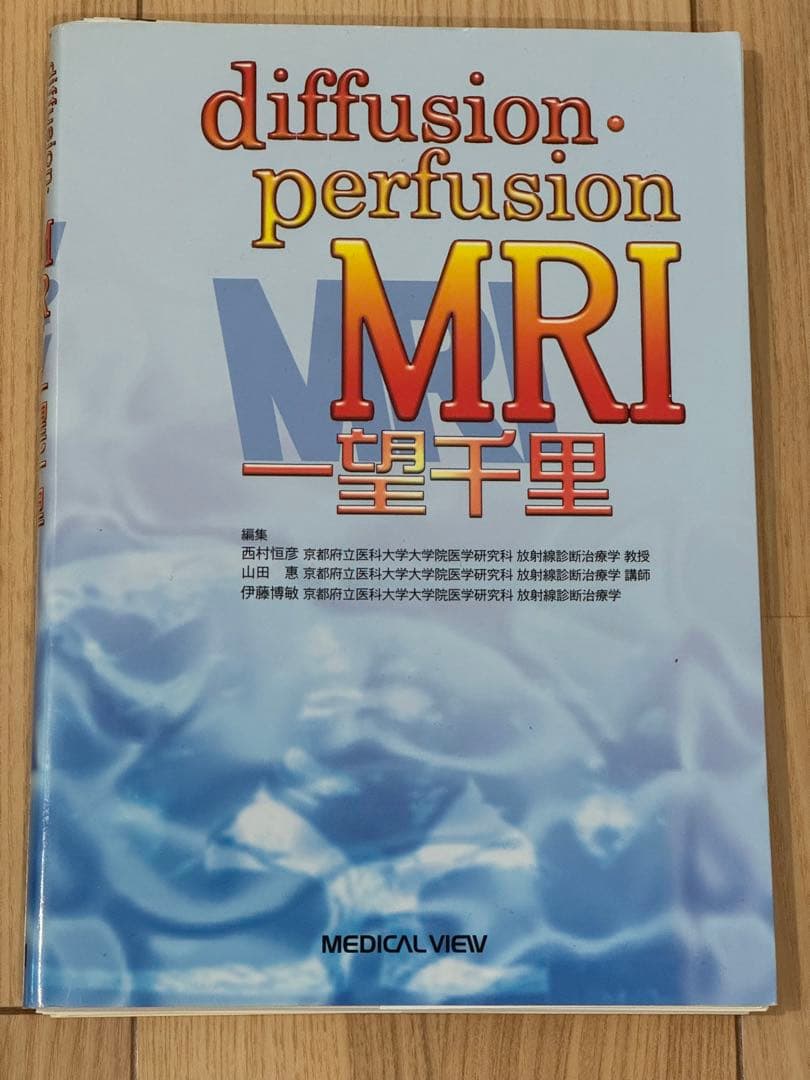 diffusion・
perfusion
MRI
MRI
一望千里
編集
西村恒彦 京都府立医科大学大学院医学研究科 放射線診断治療学 教授
山田　惠 京都府立医科大学大学院医学研究科 放射線診断治療学 講師
伊藤博敏 京都府立医科大学大学院医学研究科 放射線診断治療学
MEDICAL VIEW